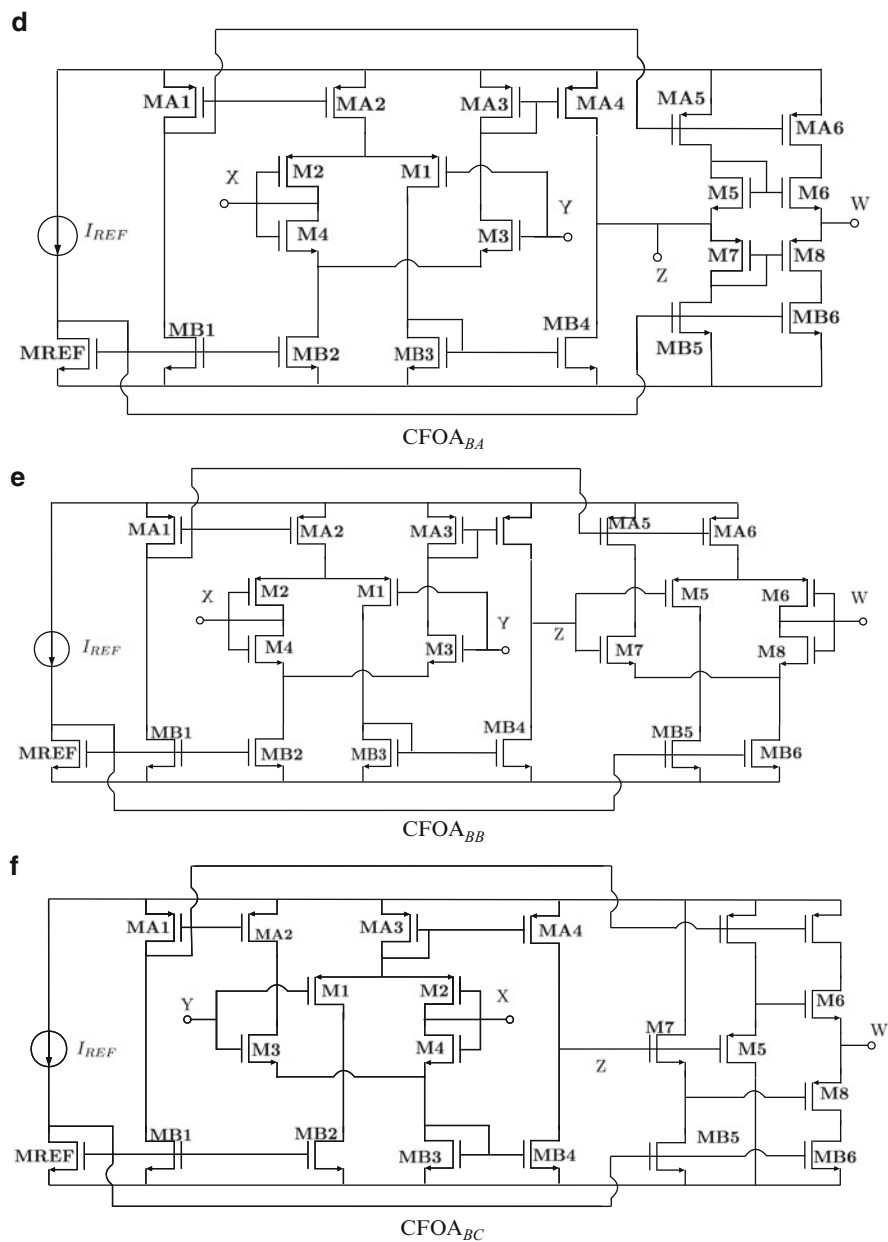 d
MA1
MA2
MA3
MA4
MA5
MA6
M2
M1
X
Y
M5
M6
W
I_REF
M4
M3
M7
M8
Z
MREF
MB1
MB2
MB3
MB4
MB5
MB6
CFOA_BA
e
MA1
MA2
MA3
MA5
MA6
M2
M1
M5
M6
X
Y
Z
W
I_REF
M4
M3
M7
M8
MREF
MB1
MB2
MB3
MB4
MB5
MB6
CFOA_BB
f
MA1
MA2
MA3
MA4
M1
M2
M6
Y
X
W
I_REF
M3
M4
M7
M5
Z
M8
MREF
MB1
MB2
MB3
MB4
MB5
MB6
CFOA_BC